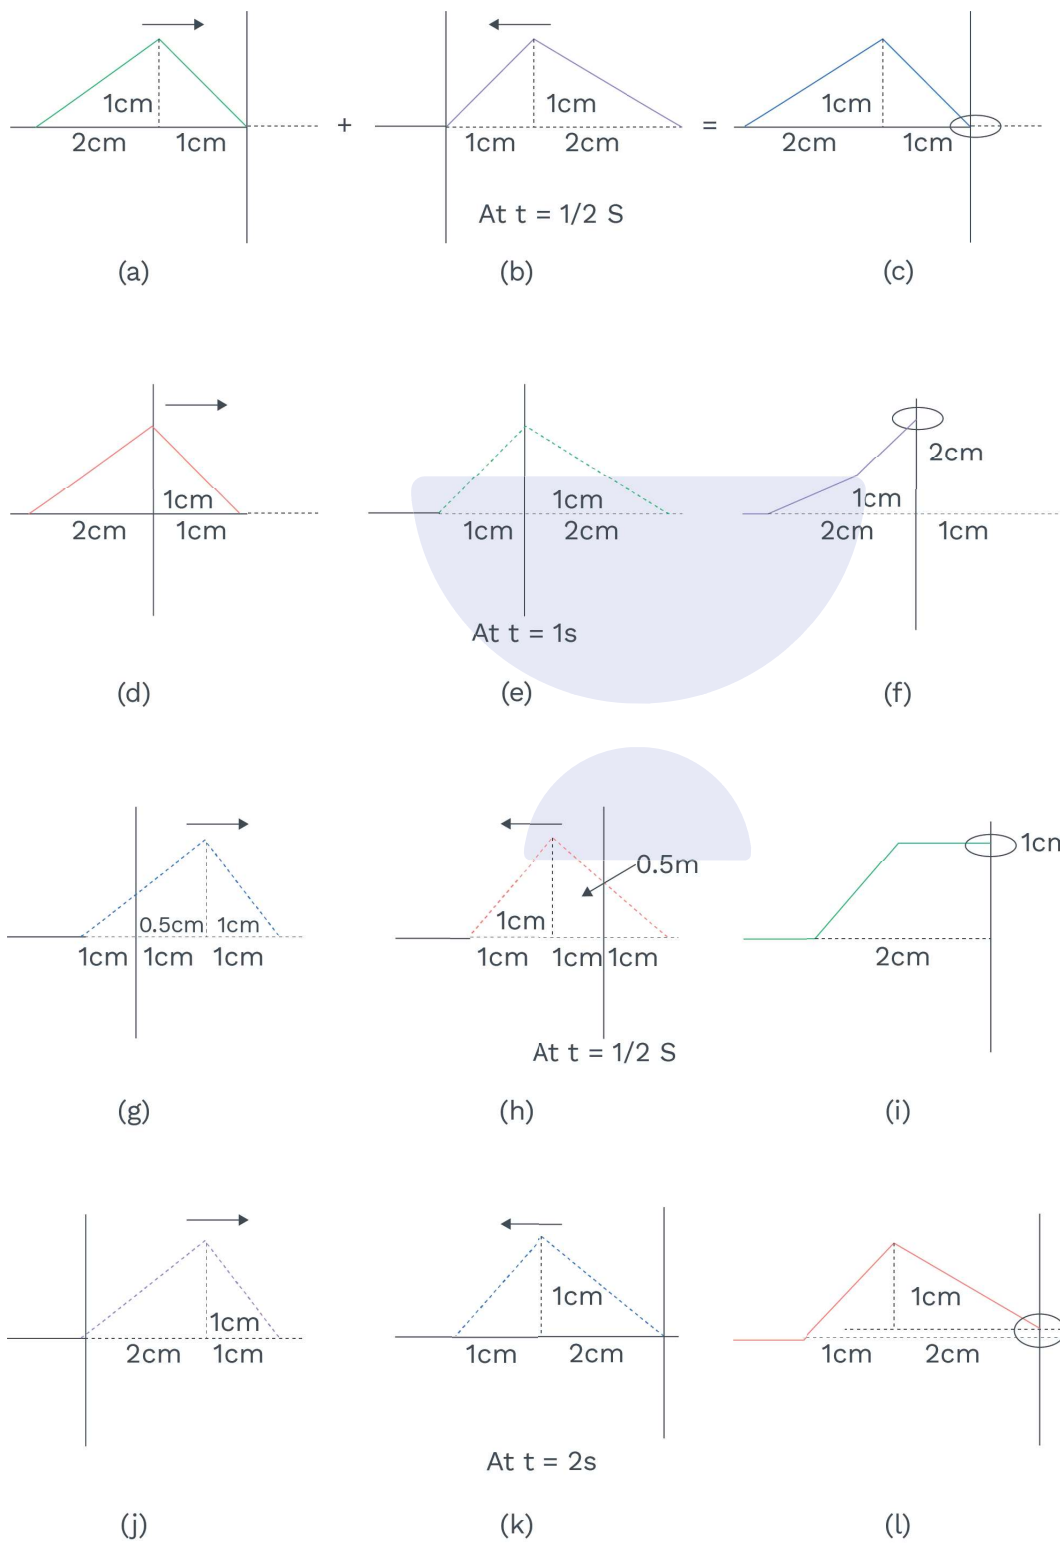 1cm 1cm 1cm
2cm 1cm + 1cm 2cm = 2cm 1cm
At t = 1/2 S
(a) (b) (c)
2cm
1cm 1cm 1cm
2cm 1cm 1cm 2cm 2cm 1cm
At t = 1s
(d) (e) (f)
1cm
0.5m
0.5cm 1cm 1cm
1cm 1cm 1cm 1cm 1cm 1cm 2cm
At t = 1/2 S
(g) (h) (i)
1cm 1cm 1cm
2cm 1cm 1cm 2cm 1cm 2cm
At t = 2s
(j) (k) (l)